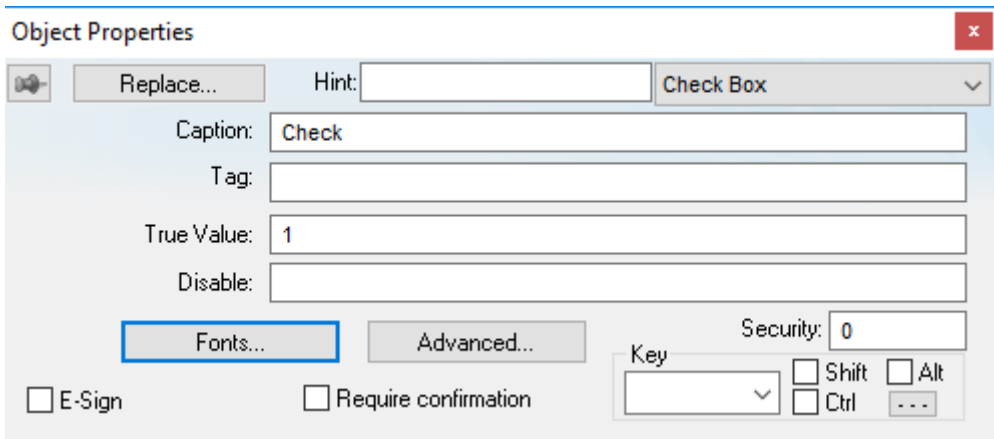 Object Properties x
Replace... Hint: Check Box
Caption: Check
Tag:
True Value: 1
Disable:
Fonts... Advanced... Security: 0
Key
Shift Alt
E-Sign Require confirmation Ctrl ...